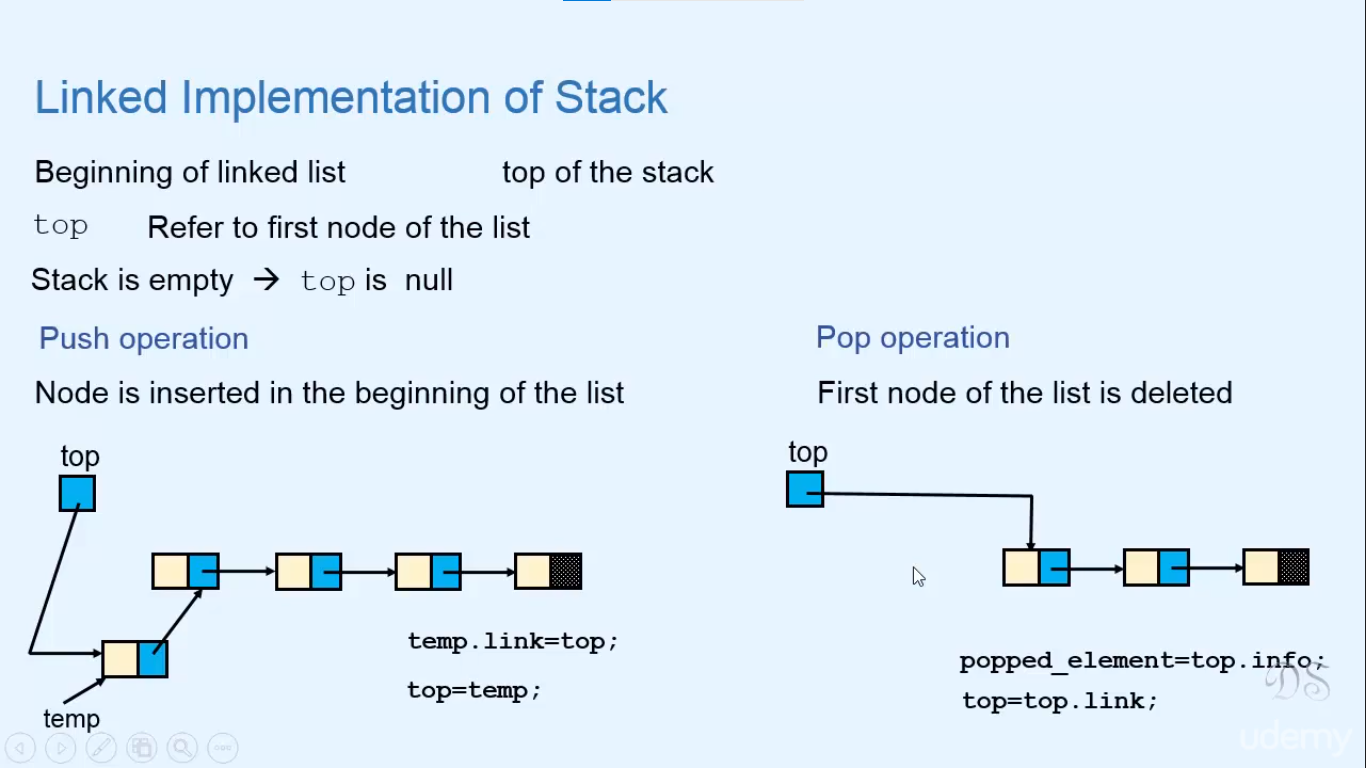 Linked Implementation of Stack
Beginning of linked list top of the stack
top Refer to first node of the list
Stack is empty → top is null
Push operation
Node is inserted in the beginning of the list
top
temp.link=top;
top=temp;
temp
Pop operation
First node of the list is deleted
top
popped_element=top.info;
top=top.link;
DS
udemy